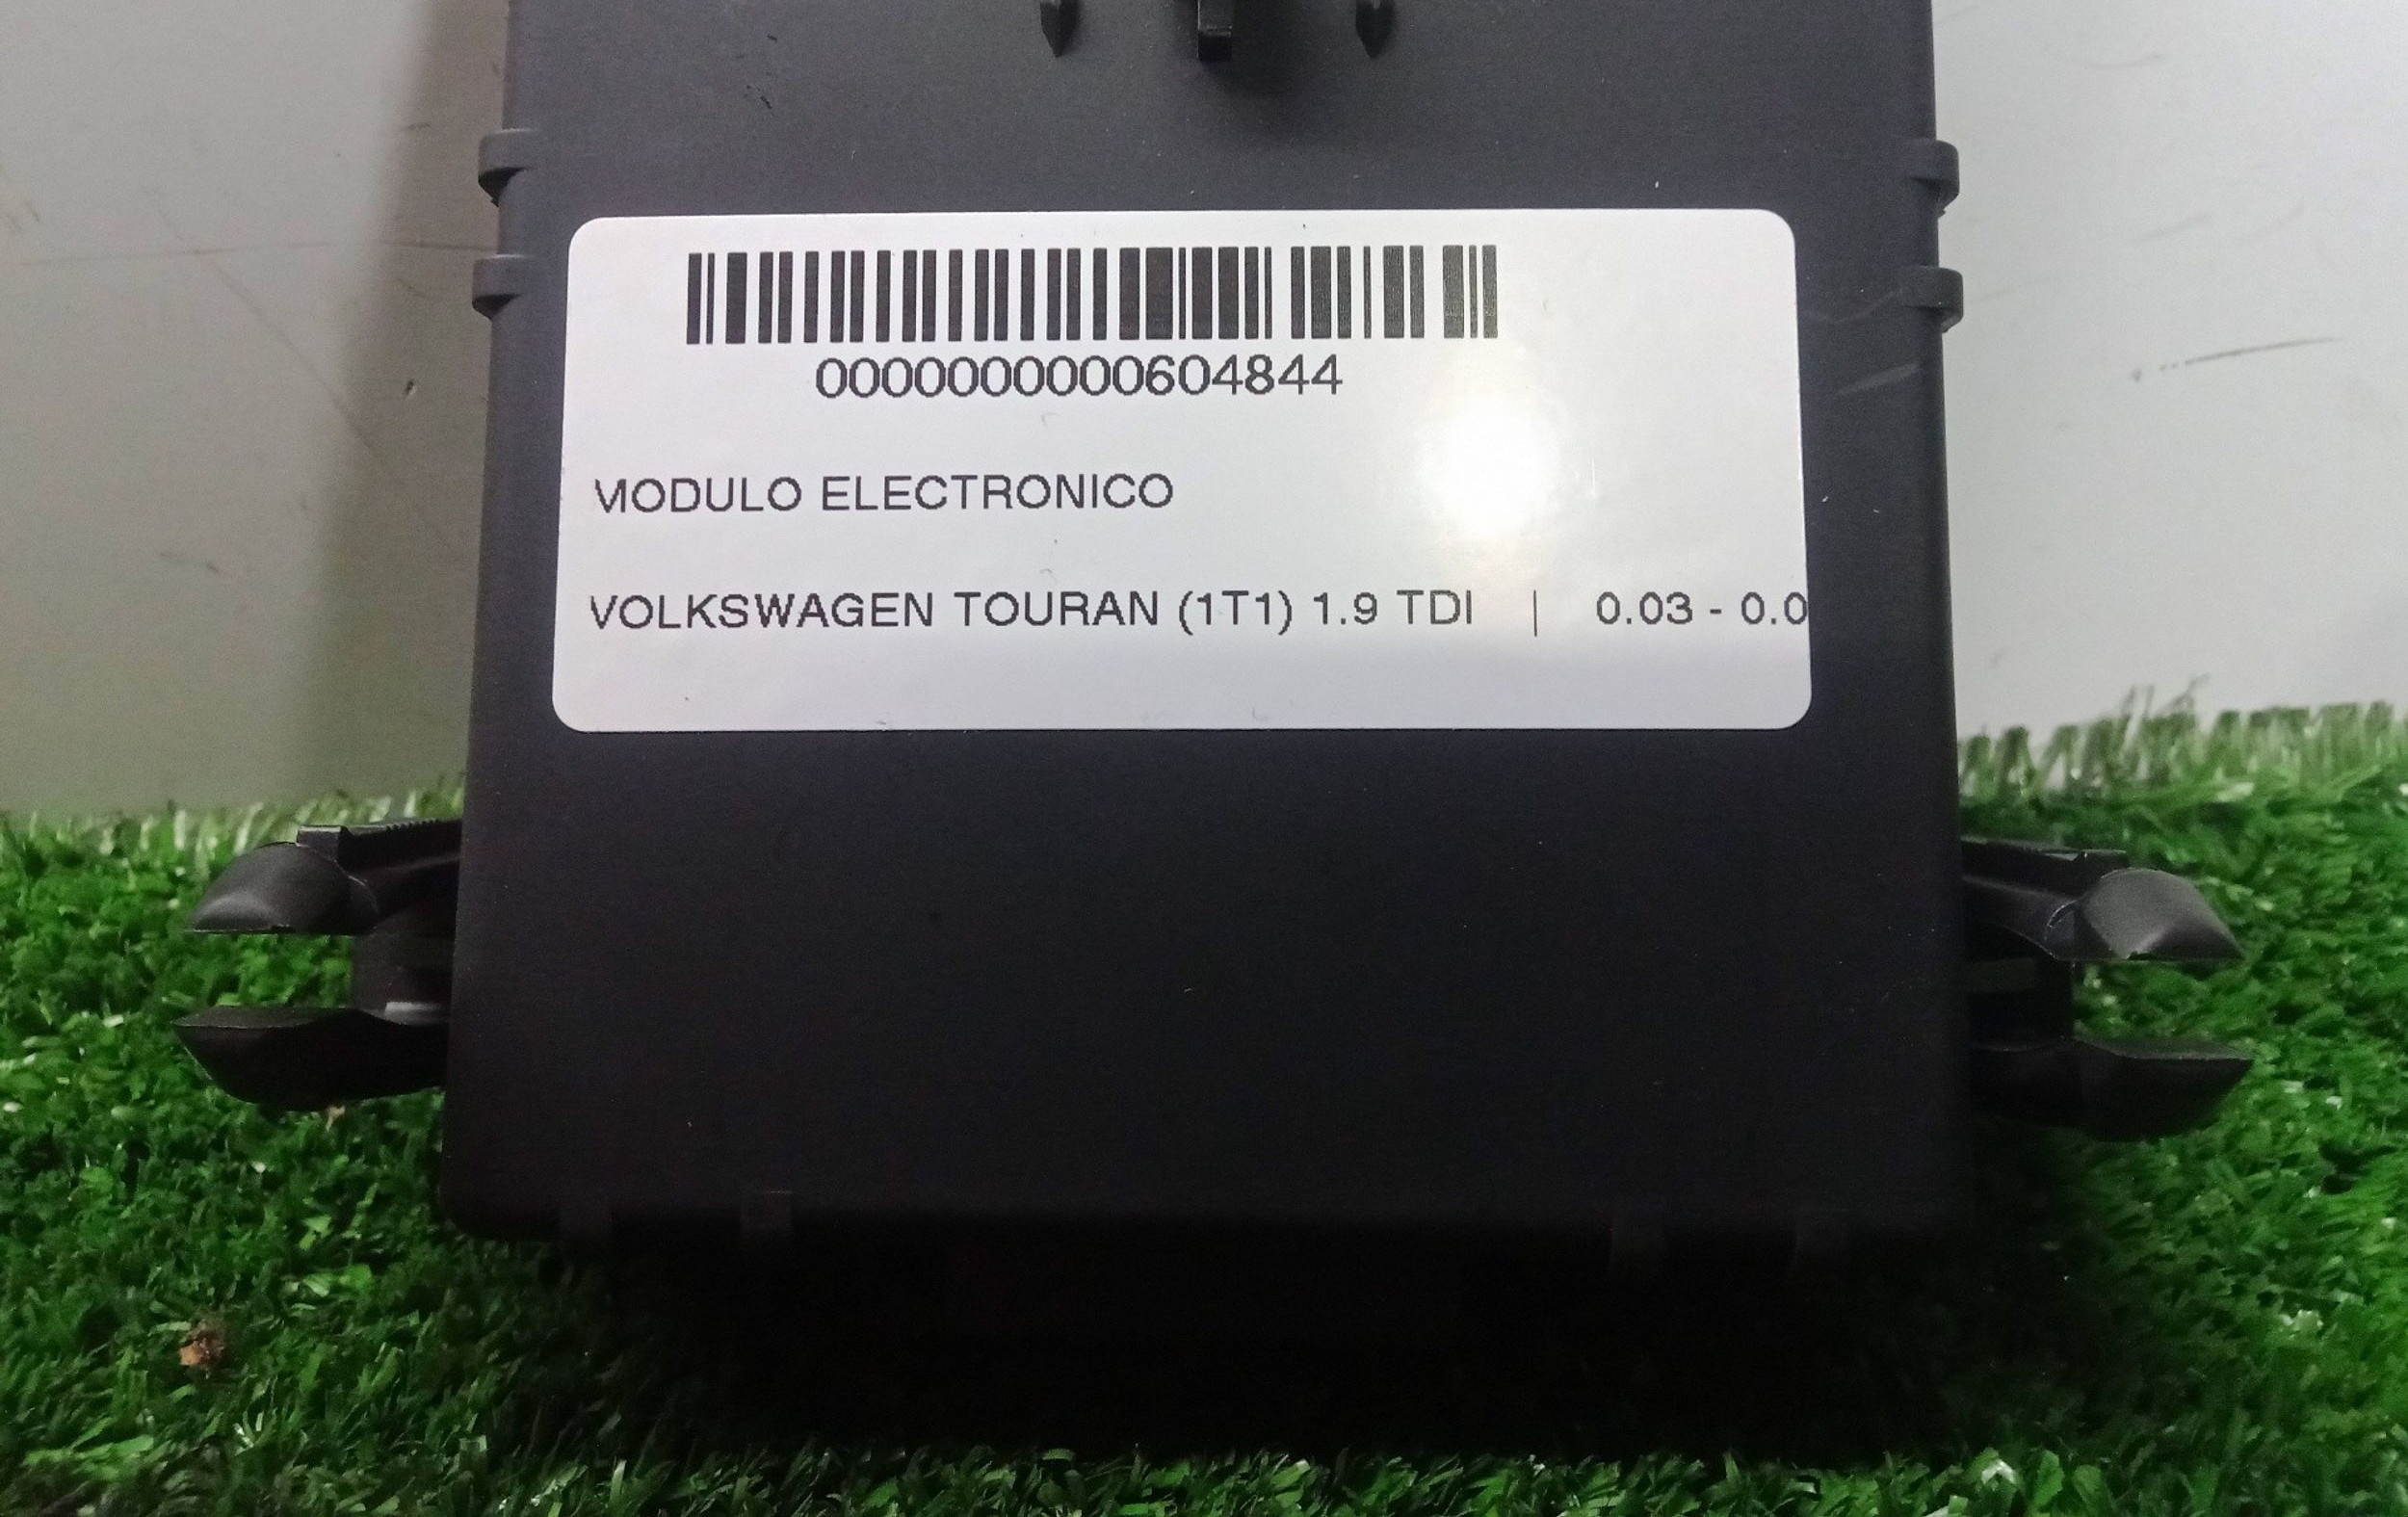 0000000000604844
MODULO ELECTRONICO
VOLKSWAGEN TOURAN (1T1) 1.9 TDI | 0.03 - 0.0